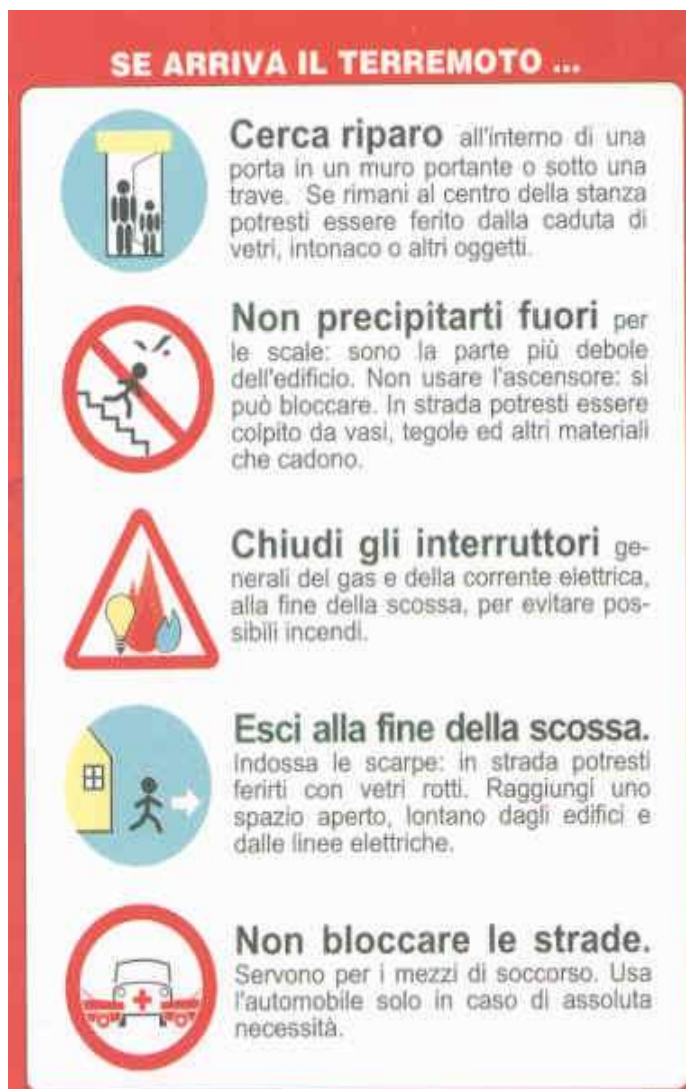 SE ARRIVA IL TERREMOTO ...
Cerca riparo all'interno di una
porta in un muro portante o sotto una
trave. Se rimani al centro della stanza
potresti essere ferito dalla caduta di
vetri, intonaco o altri oggetti.
Non precipitarti fuori per
le scale: sono la parte più debole
dell'edificio. Non usare l'ascensore: si
può bloccare. In strada potresti essere
colpito da vasi, tegole ed altri materiali
che cadono.
Chiudi gli interruttori ge-
nerali del gas e della corrente elettrica,
alla fine della scossa, per evitare pos-
sibili incendi.
Esci alla fine della scossa.
Indossa le scarpe: in strada potresti
ferirti con vetri rotti. Raggiungi uno
spazio aperto, lontano dagli edifici e
dalle linee elettriche.
Non bloccare le strade.
Servono per i mezzi di soccorso. Usa
l'automobile solo in caso di assoluta
necessità.